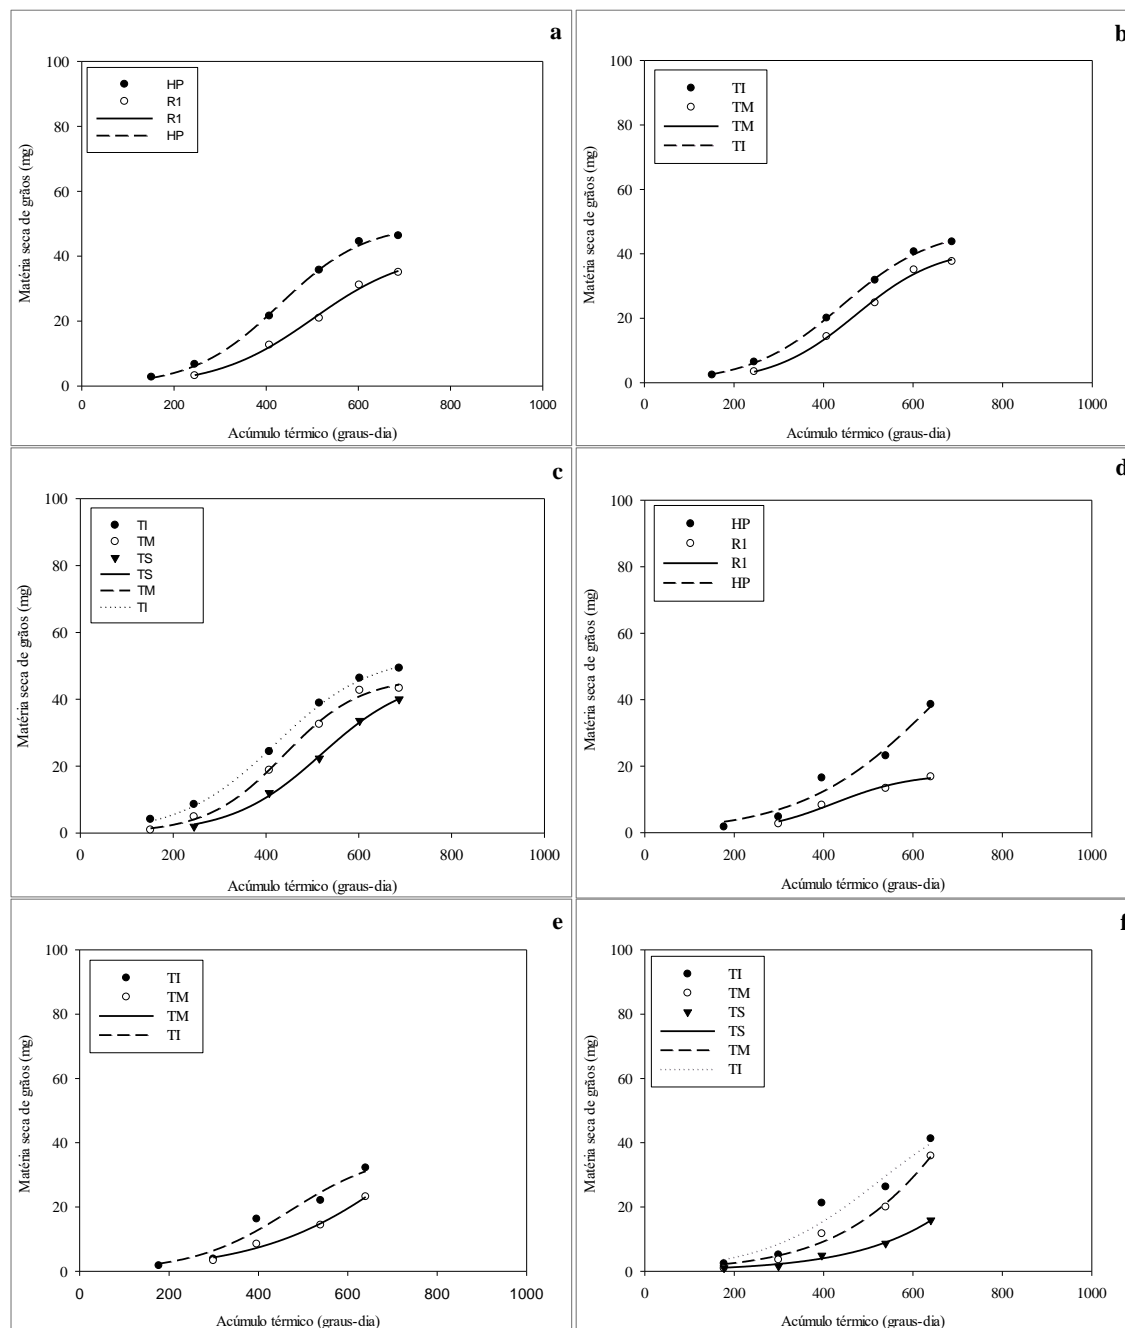 a
100
80
60
40
20
0
Matéria seca de grãos (mg)
HP
R1
R1
HP
0 200 400 600 800 1000
Acúmulo térmico (graus-dia)
b
100
80
60
40
20
0
Matéria seca de grãos (mg)
TI
TM
TM
TI
0 200 400 600 800 1000
Acúmulo térmico (graus-dia)
c
100
80
60
40
20
0
Matéria seca de grãos (mg)
TI
TM
TS
TS
TM
TI
0 200 400 600 800 1000
Acúmulo térmico (graus-dia)
d
100
80
60
40
20
0
Matéria seca de grãos (mg)
HP
R1
R1
HP
0 200 400 600 800 1000
Acúmulo térmico (graus-dia)
e
100
80
60
40
20
0
Matéria seca de grãos (mg)
TI
TM
TM
TI
0 200 400 600 800 1000
Acúmulo térmico (graus-dia)
f
100
80
60
40
20
0
Matéria seca de grãos (mg)
TI
TM
TS
TS
TM
TI
0 200 400 600 800 1000
Acúmulo térmico (graus-dia)